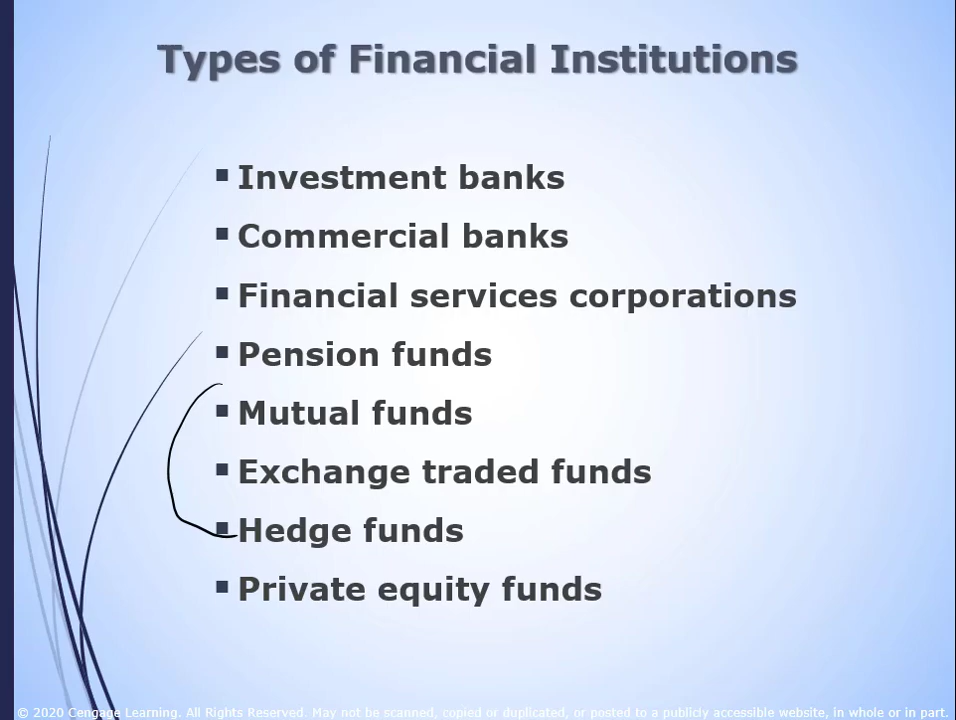 Types of Financial Institutions
▪ Investment banks
▪ Commercial banks
▪ Financial services corporations
▪ Pension funds
▪ Mutual funds
▪ Exchange traded funds
▪ Hedge funds
▪ Private equity funds
© 2020 Cengage Learning. All Rights Reserved. May not be scanned, copied or duplicated, or posted to a publicly accessible website, in whole or in part.